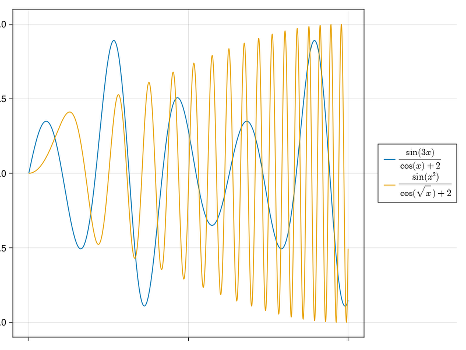 .0
.5
.0
.5
.0
sin(3x)
cos(x) + 2
sin(x²)
cos(√x) + 2